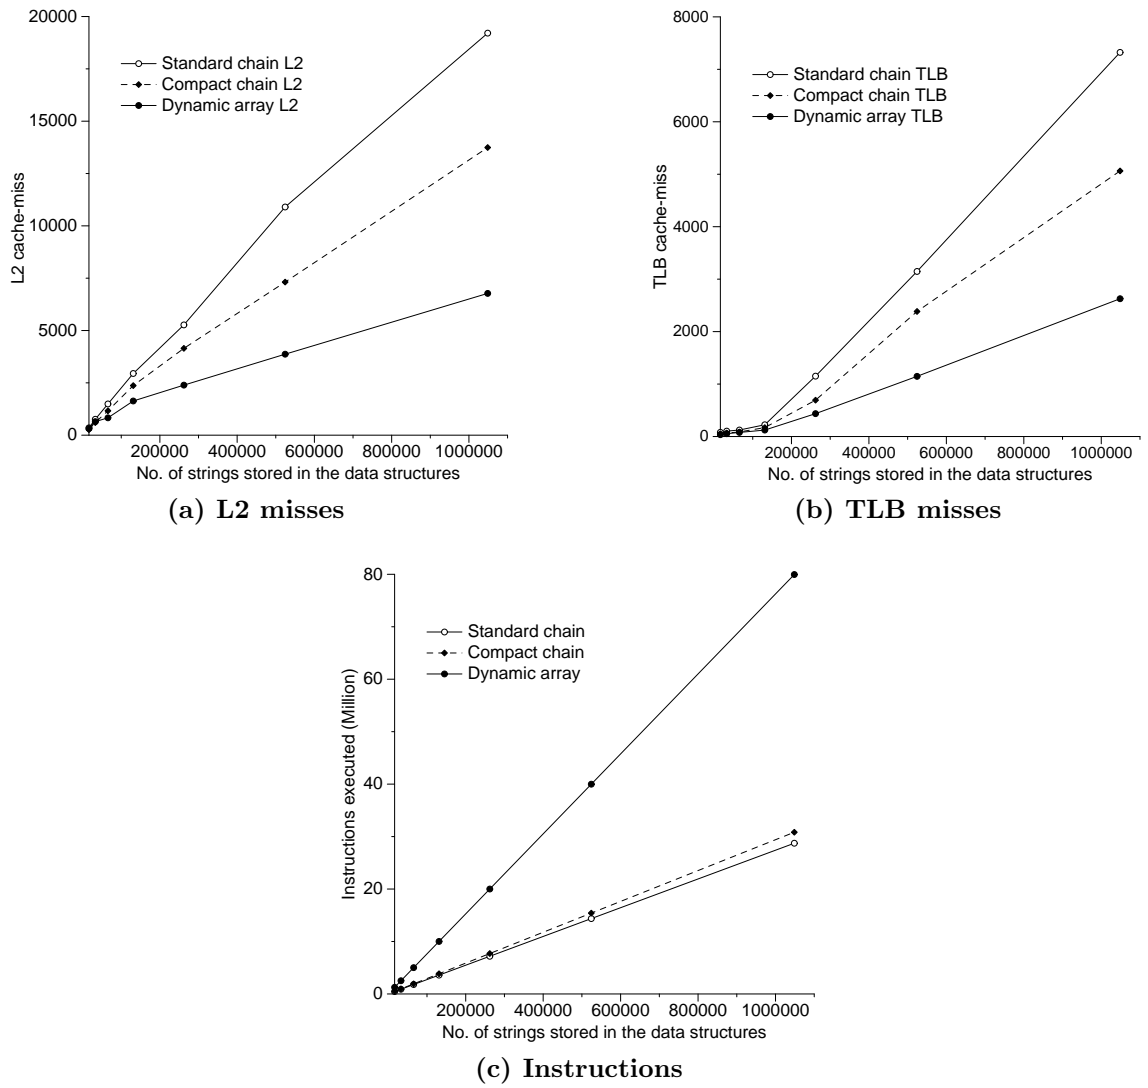 20000
15000
10000
5000
0
L2 cache-miss
Standard chain L2
Compact chain L2
Dynamic array L2
200000 400000 600000 800000 1000000
No. of strings stored in the data structures
(a) L2 misses
8000
6000
4000
2000
0
TLB cache-miss
Standard chain TLB
Compact chain TLB
Dynamic array TLB
200000 400000 600000 800000 1000000
No. of strings stored in the data structures
(b) TLB misses
80
60
40
20
0
Instructions executed (Million)
Standard chain
Compact chain
Dynamic array
200000 400000 600000 800000 1000000
No. of strings stored in the data structures
(c) Instructions